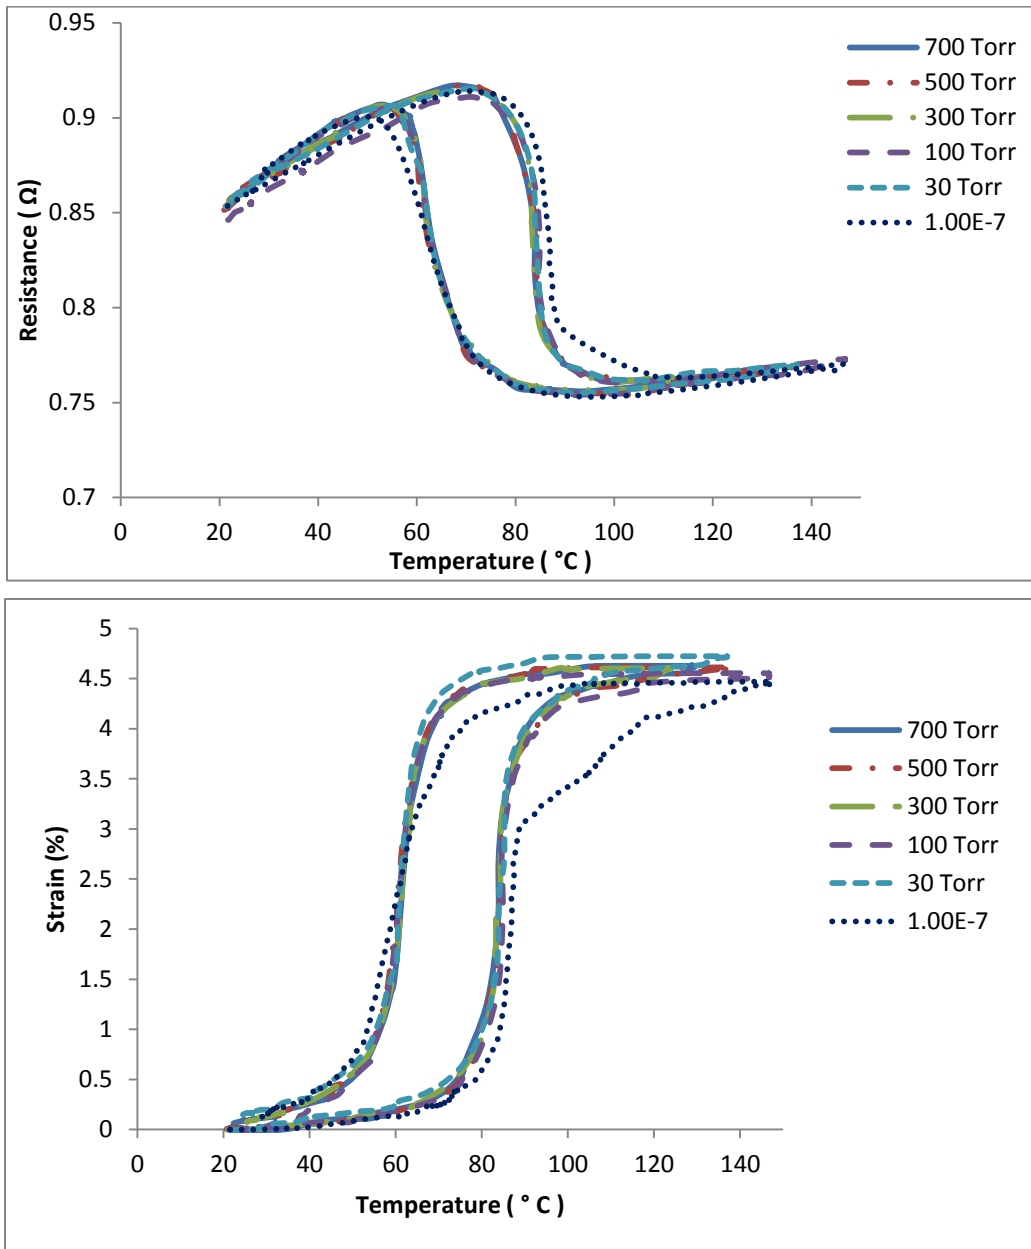 0.95
0.9
0.85
0.8
0.75
0.7
Resistance ( Ω)
0 20 40 60 80 100 120 140
Temperature ( °C )
700 Torr
500 Torr
300 Torr
100 Torr
30 Torr
1.00E-7
5
4.5
4
3.5
3
2.5
2
1.5
1
0.5
0
Strain (%)
0 20 40 60 80 100 120 140
Temperature ( ° C )
700 Torr
500 Torr
300 Torr
100 Torr
30 Torr
1.00E-7